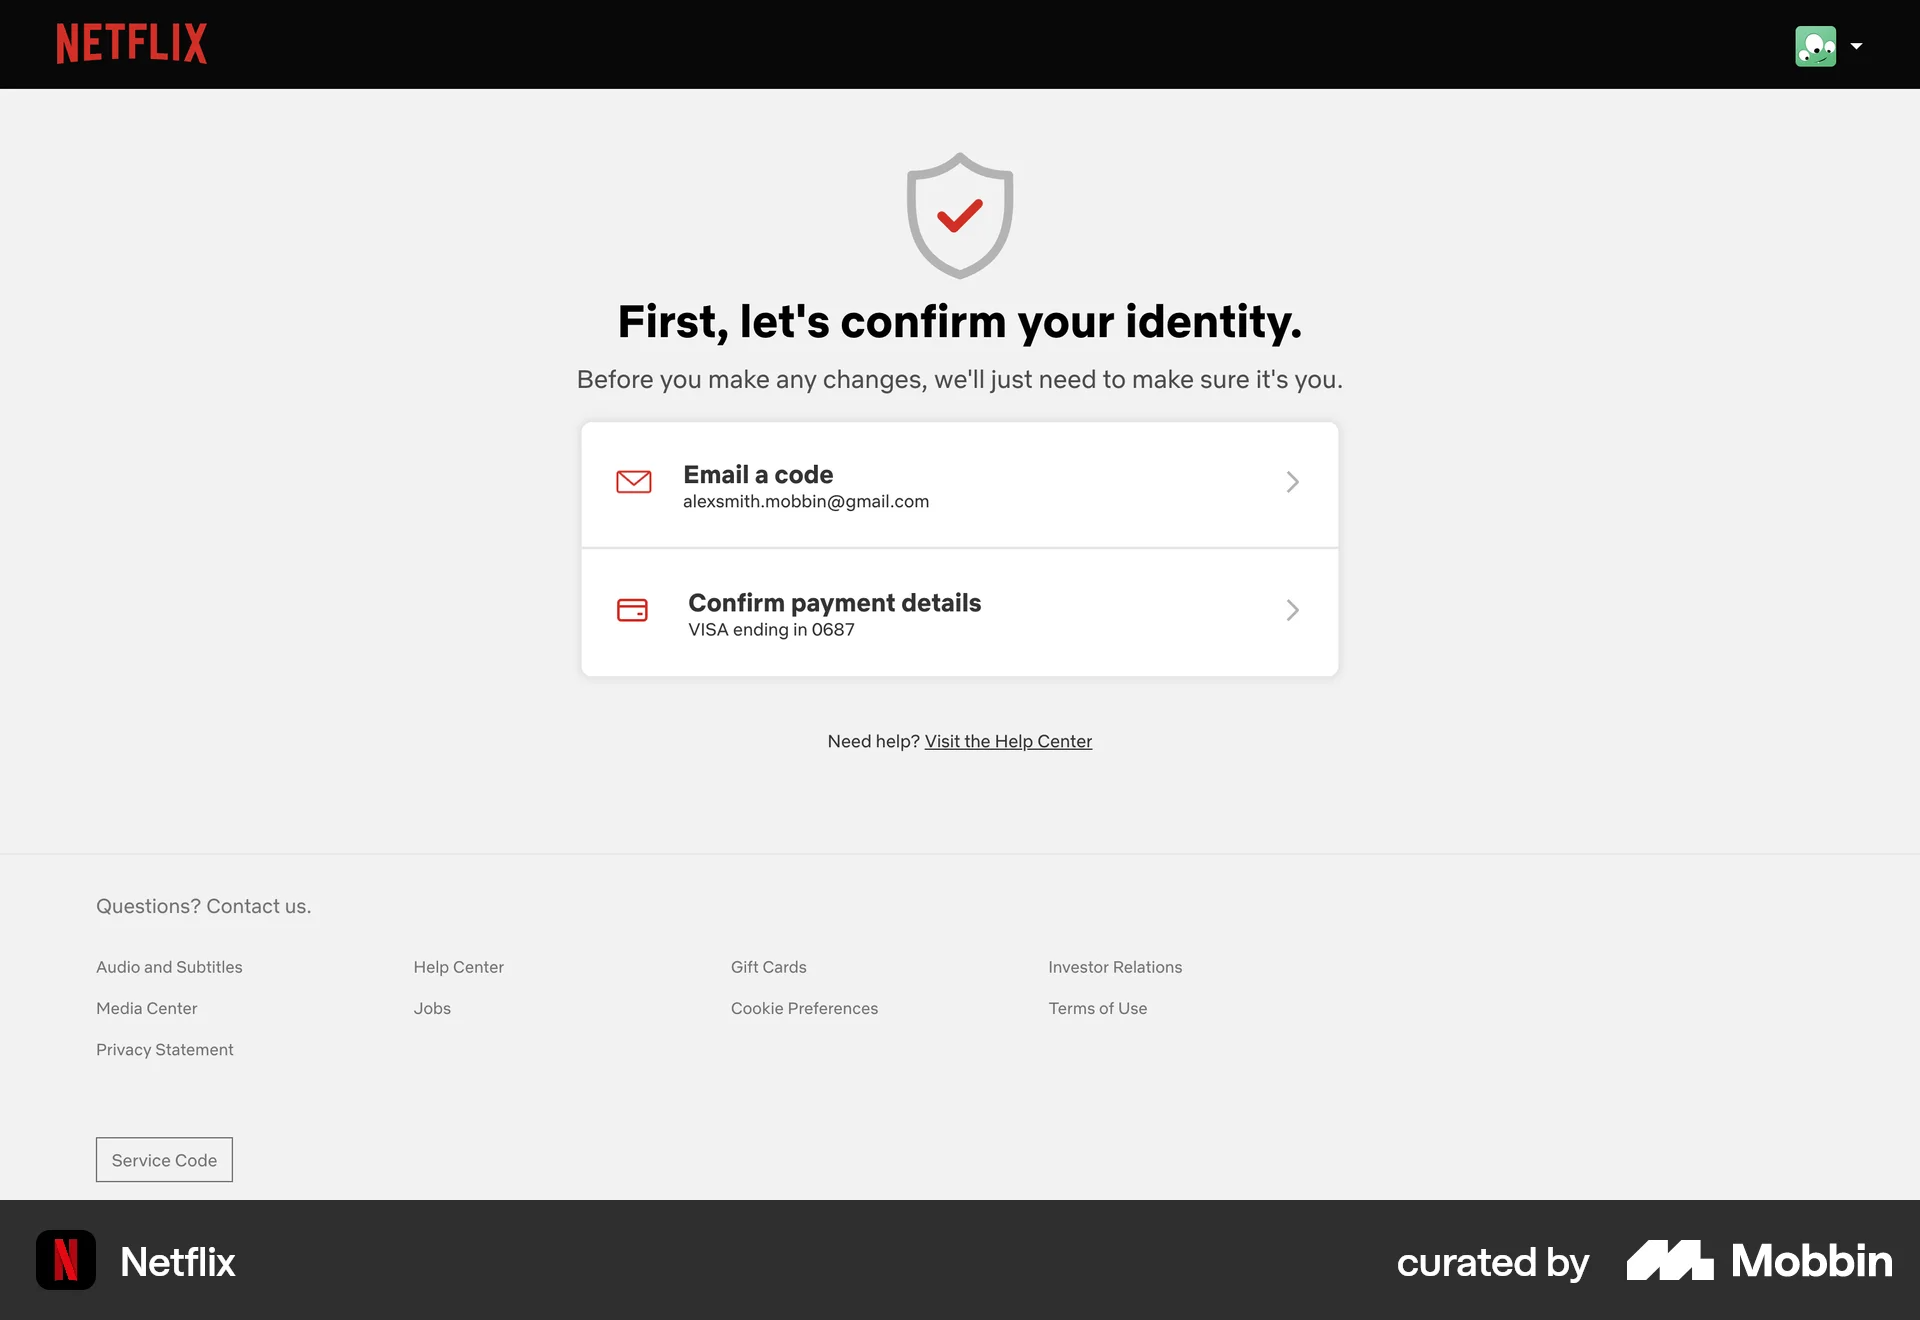 NETFLIX
First, let's confirm your identity.
Before you make any changes, we'll just need to make sure it's you.
Email a code
alexsmith.mobbin@gmail.com
Confirm payment details
VISA ending in 0687
Need help? Visit the Help Center
Questions? Contact us.
Audio and Subtitles
Help Center
Gift Cards
Investor Relations
Media Center
Jobs
Cookie Preferences
Terms of Use
Privacy Statement
Service Code
N
Netflix
curated by
Mobbin